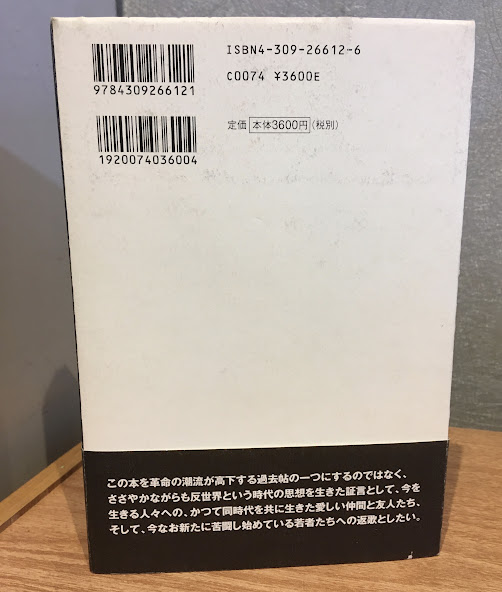 ISBN4-309-26612-6
9784309266121
C0074 ¥3600E
定価 本体3600円(税別)
1920074036004
この本を革命の潮流が高下する過去帖の一つにするのではなく、
ささやかながらも反世界という時代の思想を生きた証言として、今を
生きる人々への、かつて同時代を共に生きた愛しい仲間と友人たち、
そして、今なお新たに苦闘し始めている若者たちへの返歌としたい。